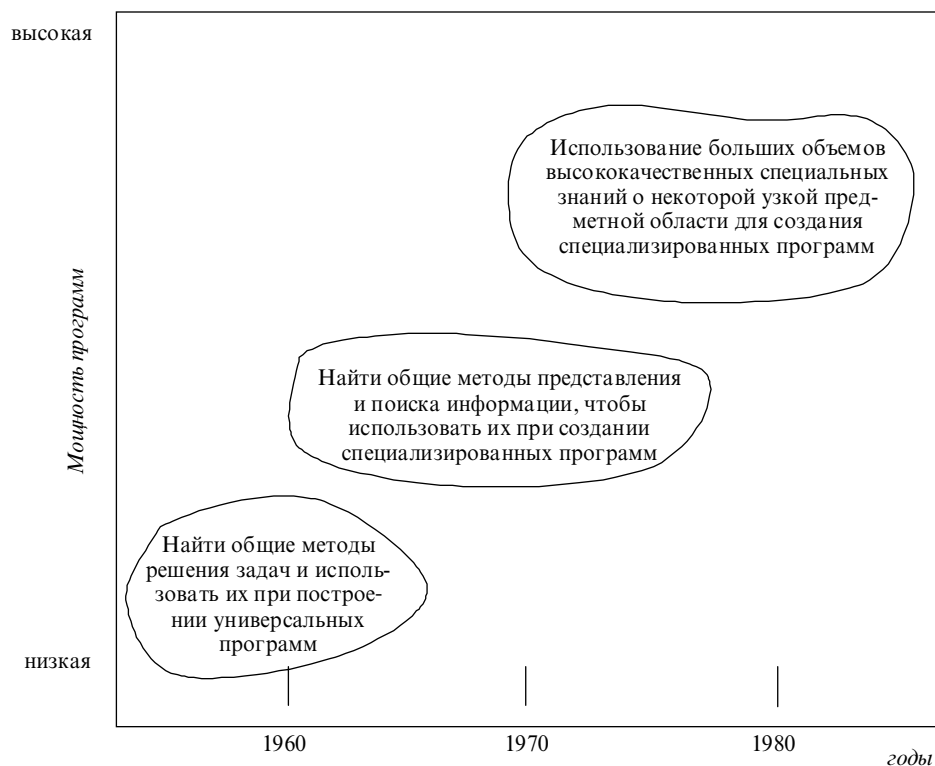 высокая
Использование больших объемов
высококачественных специальных
знаний о некоторой узкой пред-
метной области для создания
специализированных программ
Мощность программ
Найти общие методы представления
и поиска информации, чтобы
использовать их при создании
специализированных программ
Найти общие методы
решения задач и исполь-
зовать их при построе-
нии универсальных
программ
низкая
1960
1970
1980
годы